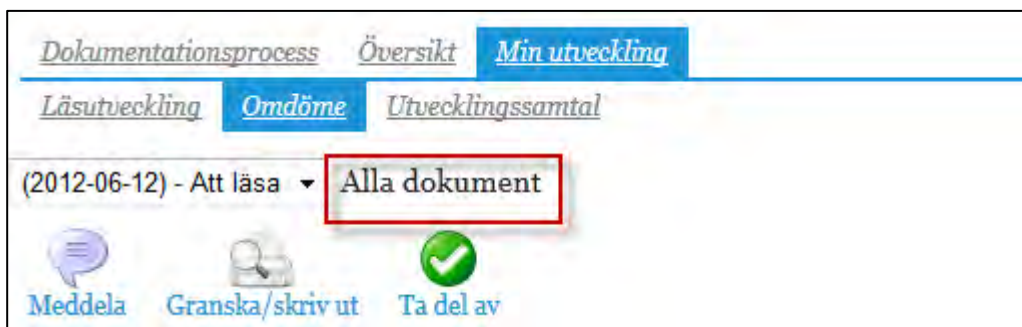 Dokumentationsprocess Översikt Min utveckling
Läsutveckling Omdöme Utvecklingssamtal
(2012-06-12) - Att läsa Alla dokument
Meddela Granska/skriv ut Ta del av